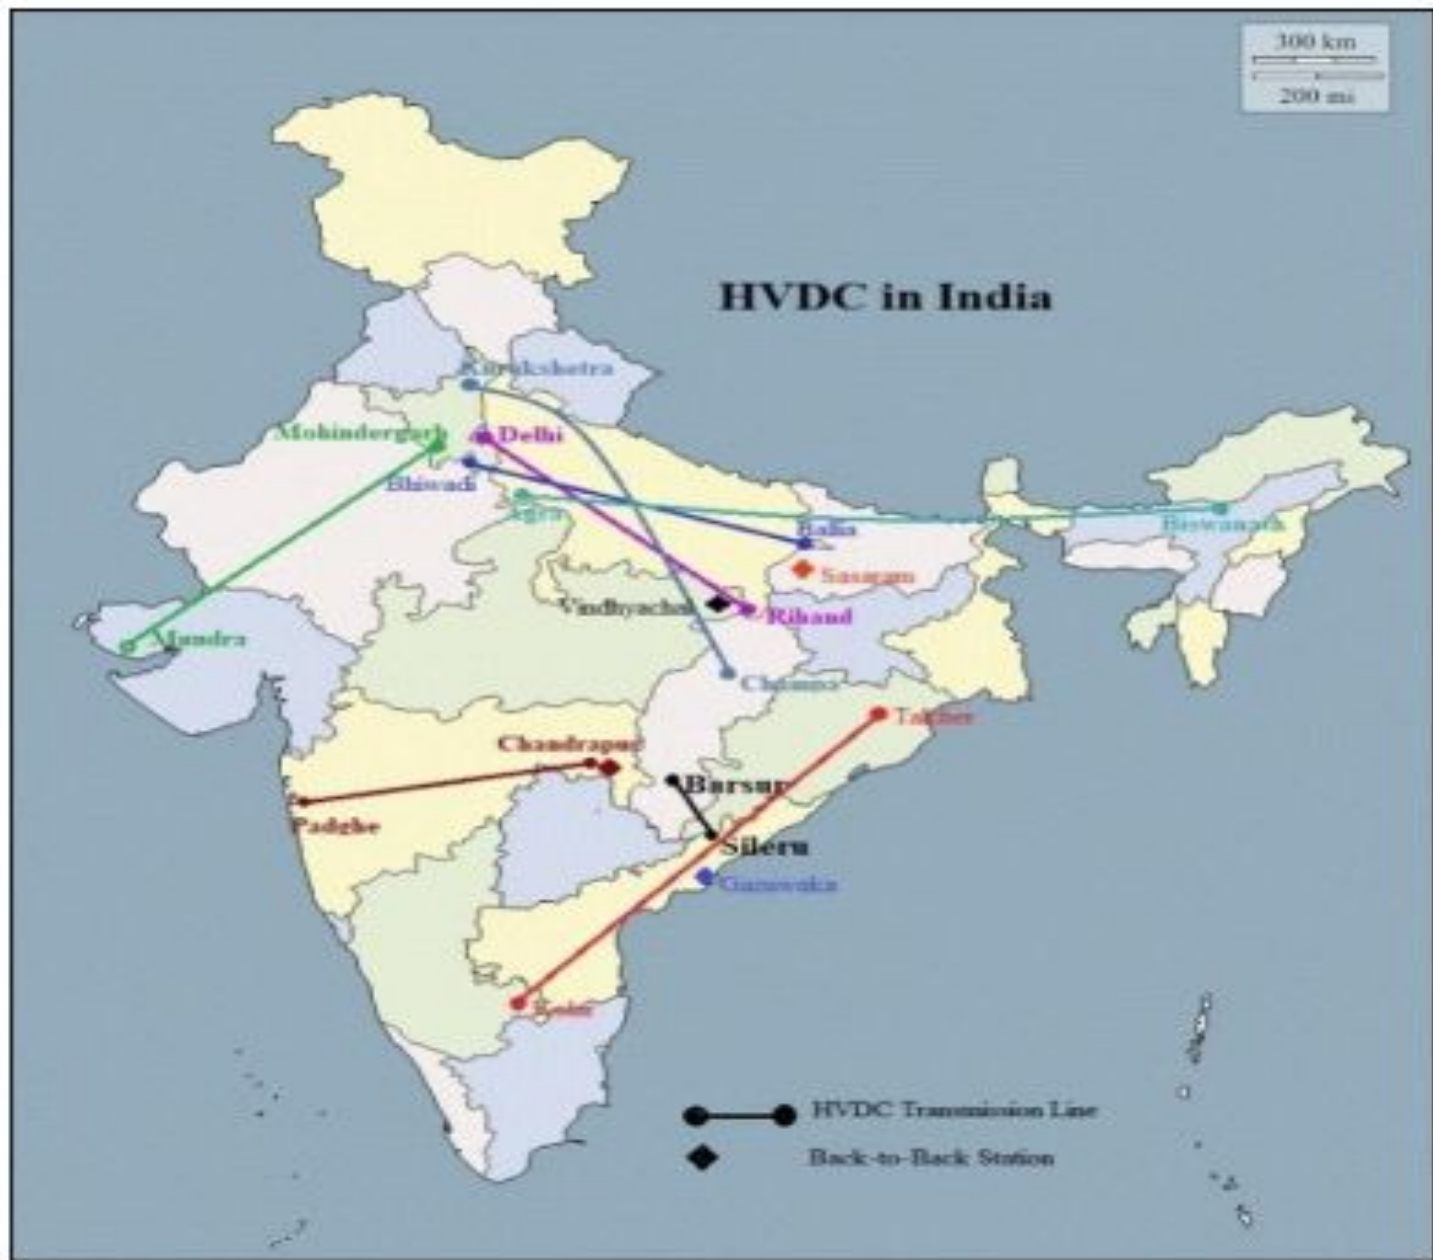 300 km
200 mi
HVDC in India
Kurukshetra
Mohindergarh
Delhi
Bhiwadi
Agra
Ballia
Biswanath
Sasaram
Vindhyachal
Rihand
Mundra
Talcher
Chandrapur
Barsur
Padghe
Sileru
Gazuwaka
Kolar
HVDC Transmission Line
Back-to-Back Station